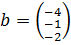 b = (-4
-1
-2)